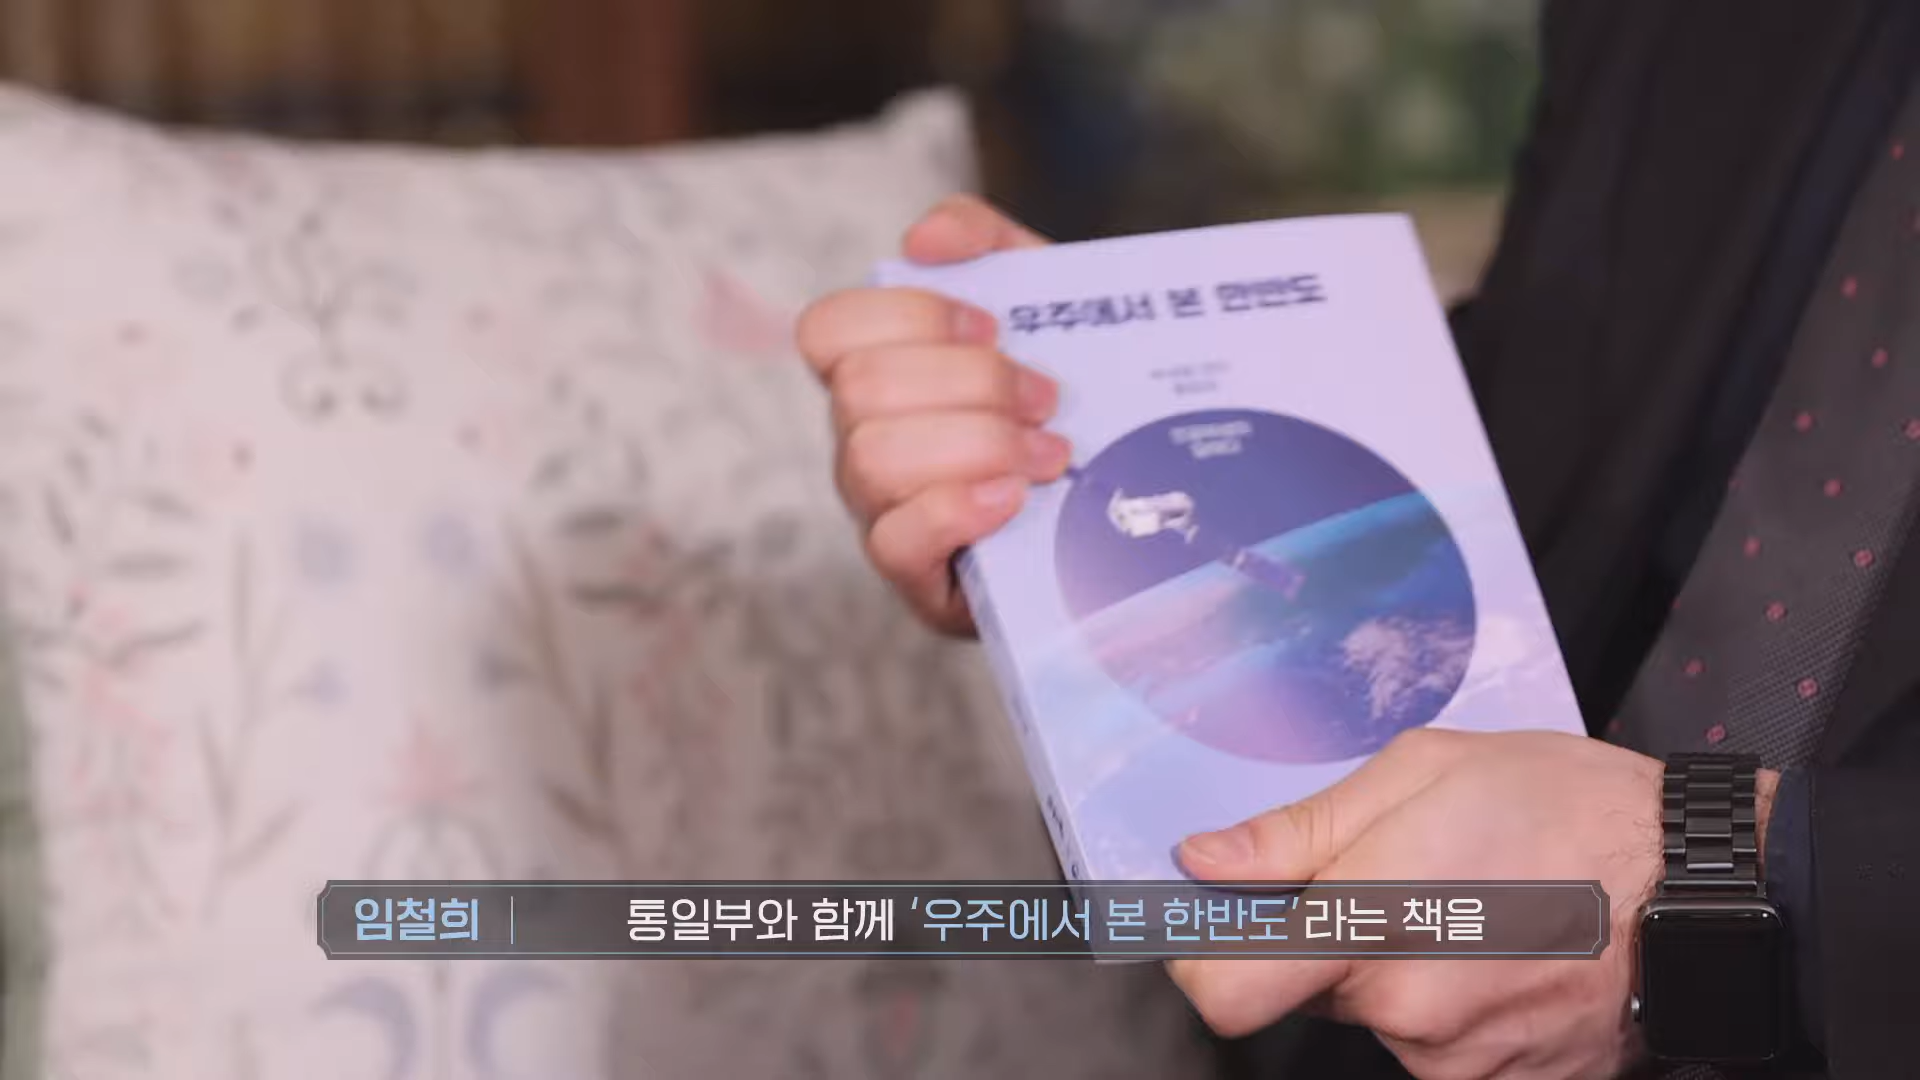 우주에서 본 한반도
임철희
통일부와 함께 ‘우주에서 본 한반도’라는 책을